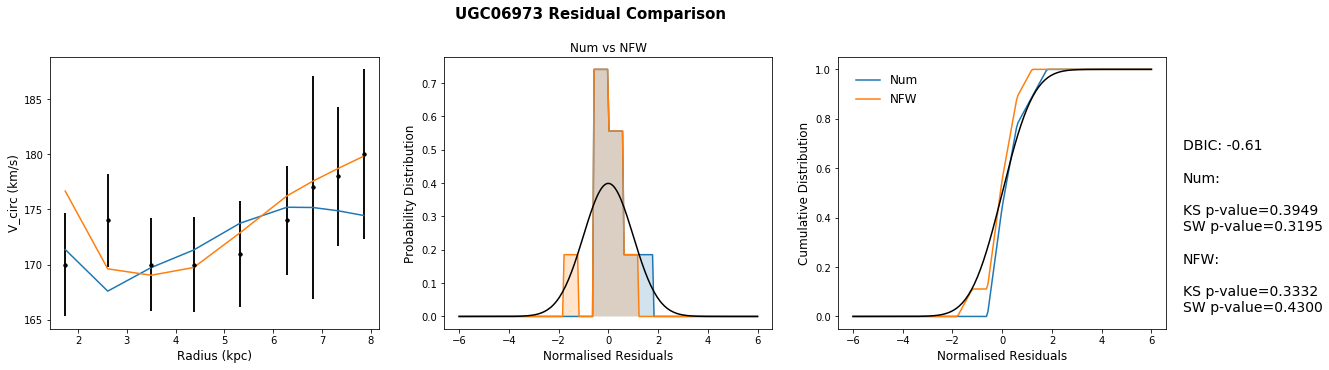 UGC06973 Residual Comparison
V_circ (km/s)
185
180
175
170
165
2 3 4 5 6 7 8
Radius (kpc)
Num vs NFW
Probability Distribution
0.7
0.6
0.5
0.4
0.3
0.2
0.1
0.0
−6 −4 −2 0 2 4 6
Normalised Residuals
Cumulative Distribution
1.0
0.8
0.6
0.4
0.2
0.0
−6 −4 −2 0 2 4 6
Normalised Residuals
Num
NFW
DBIC: -0.61
Num:
KS p-value=0.3949
SW p-value=0.3195
NFW:
KS p-value=0.3332
SW p-value=0.4300